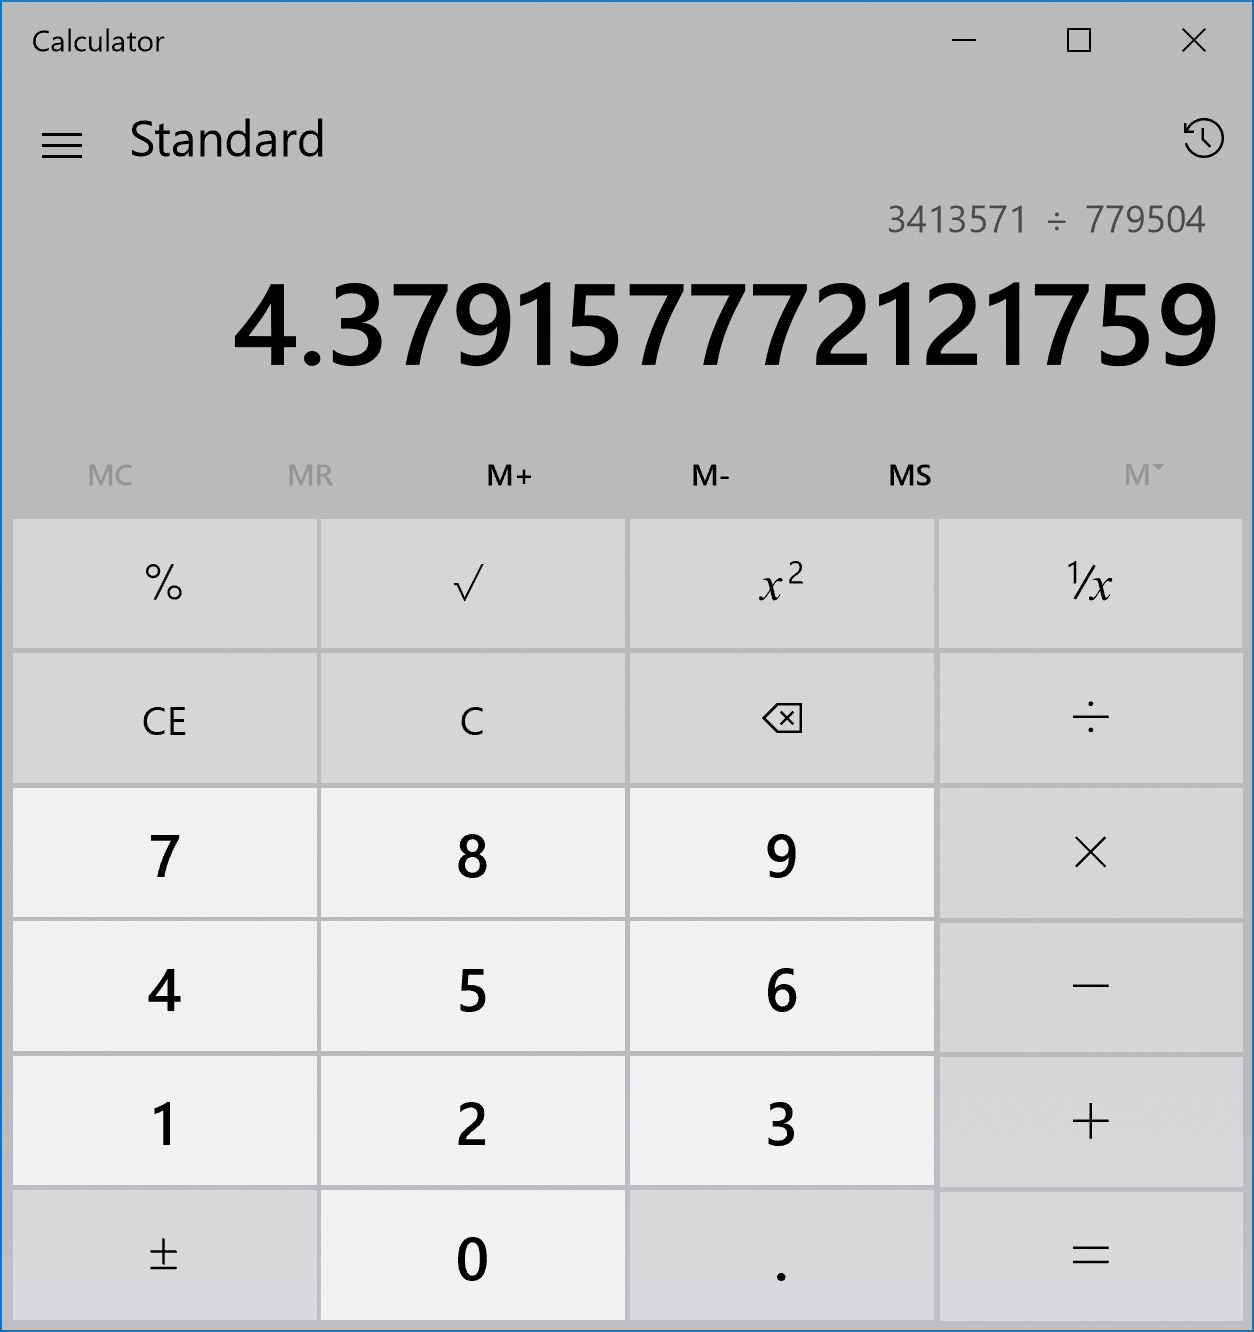 Calculator
Standard
3413571 ÷ 779504
4.379157772121759
MC MR M+ M- MS M
% √ x² ¹/x
CE C ÷
7 8 9 ×
4 5 6 −
1 2 3 +
± 0 . =